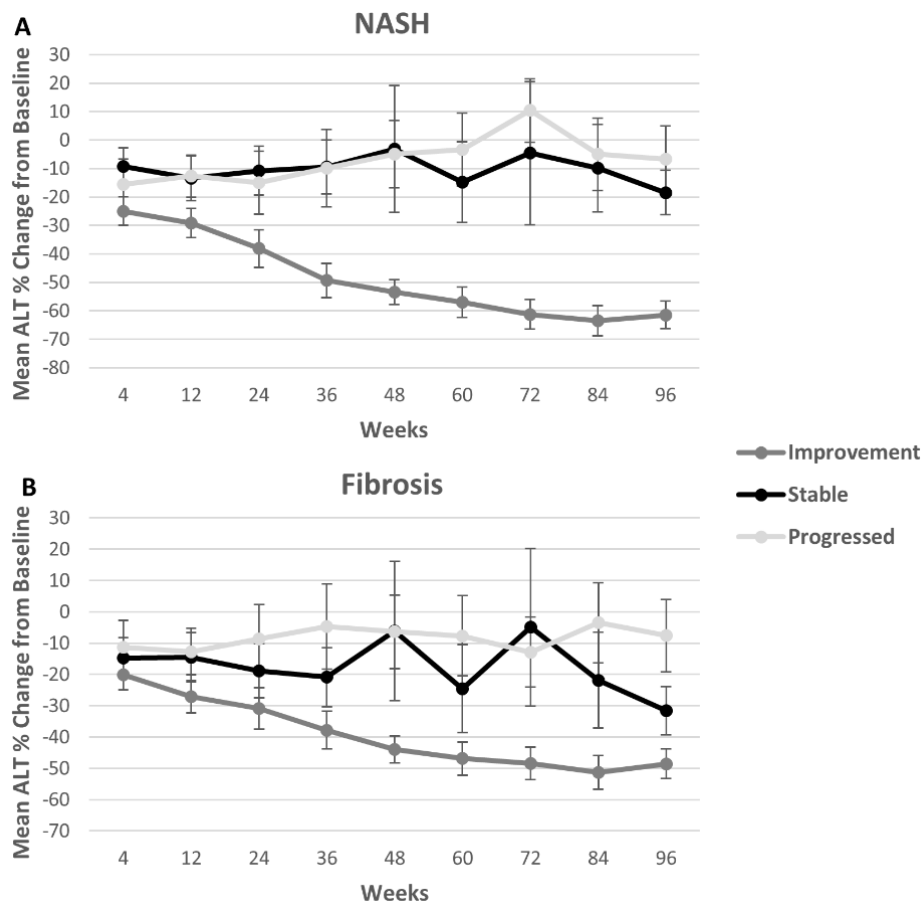 A
NASH
Mean ALT % Change from Baseline
30
20
10
0
-10
-20
-30
-40
-50
-60
-70
-80
4 12 24 36 48 60 72 84 96
Weeks
B
Fibrosis
Mean ALT % Change from Baseline
30
20
10
0
-10
-20
-30
-40
-50
-60
-70
4 12 24 36 48 60 72 84 96
Weeks
Improvement
Stable
Progressed